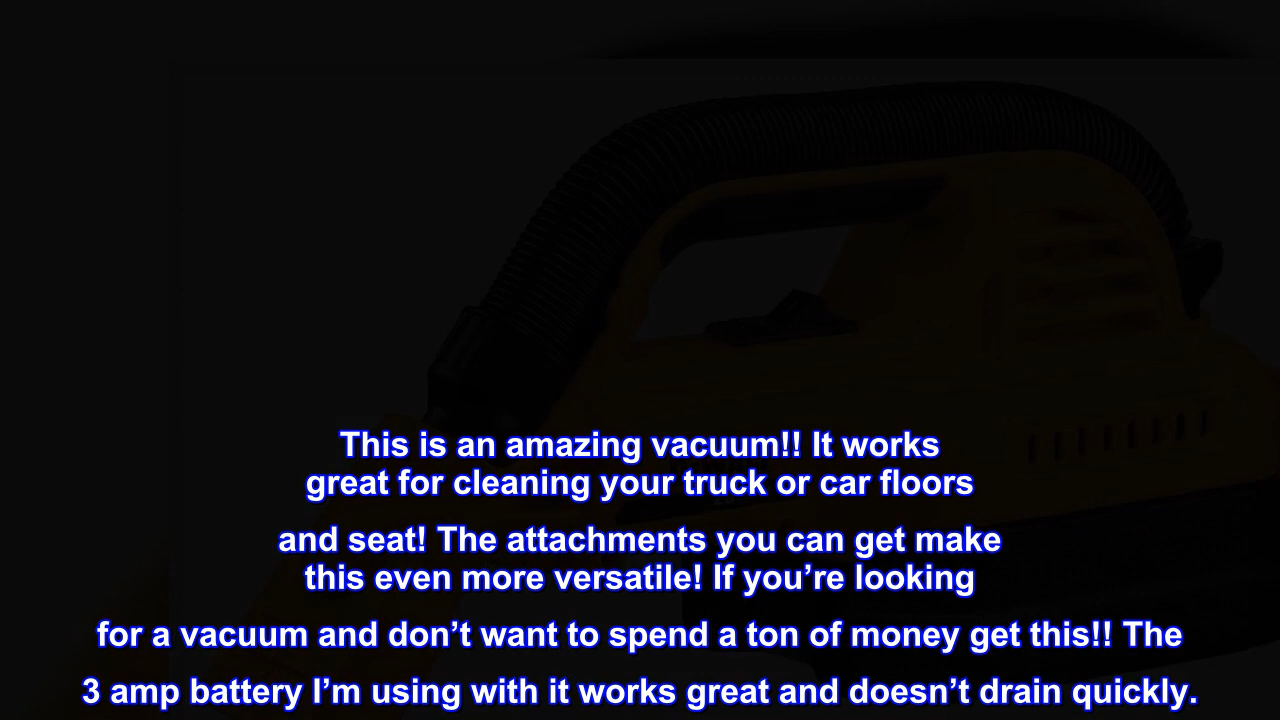 This is an amazing vacuum!! It works
great for cleaning your truck or car floors
and seat! The attachments you can get make
this even more versatile! If you’re looking
for a vacuum and don’t want to spend a ton of money get this!! The
3 amp battery I’m using with it works great and doesn’t drain quickly.